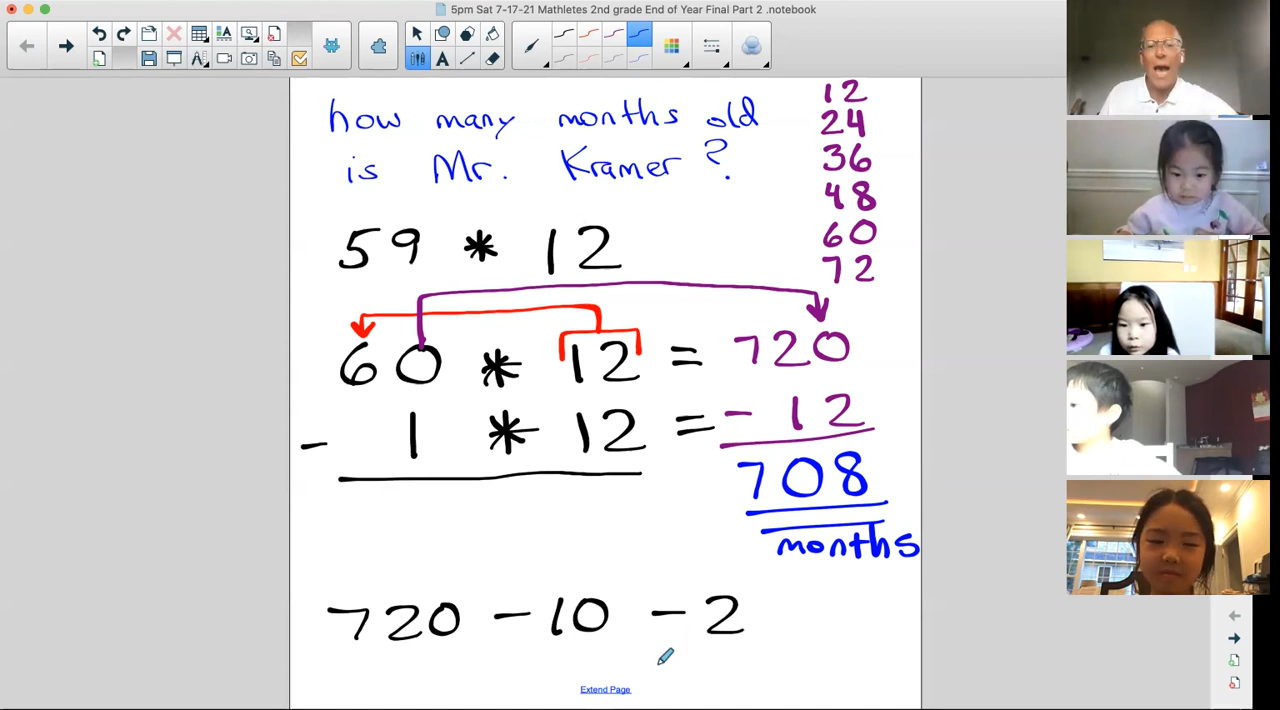 5pm Sat 7-17-21 Mathletes 2nd grade End of Year Final Part 2 .notebook
how many months old
is Mr. Kramer ?
12
24
36
48
60
72
59 * 12
60 * 12 = 720
- 1 * 12 = - 12
708
months
720 - 10 - 2
Extend Page